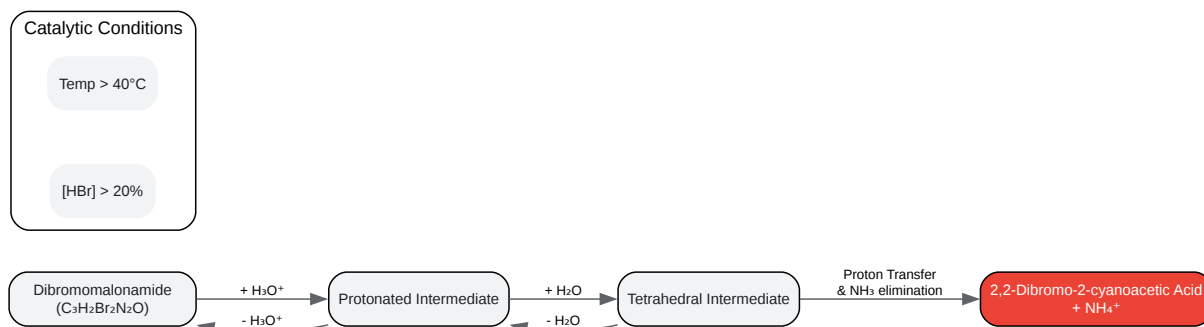 Catalytic Conditions
Temp > 40°C
[HBr] > 20%
Dibromomalonamide
(C₃H₂Br₂N₂O)
+ H₃O⁺
- H₃O⁺
Protonated Intermediate
+ H₂O
- H₂O
Tetrahedral Intermediate
Proton Transfer
& NH₃ elimination
2,2-Dibromo-2-cyanoacetic Acid
+ NH₄⁺